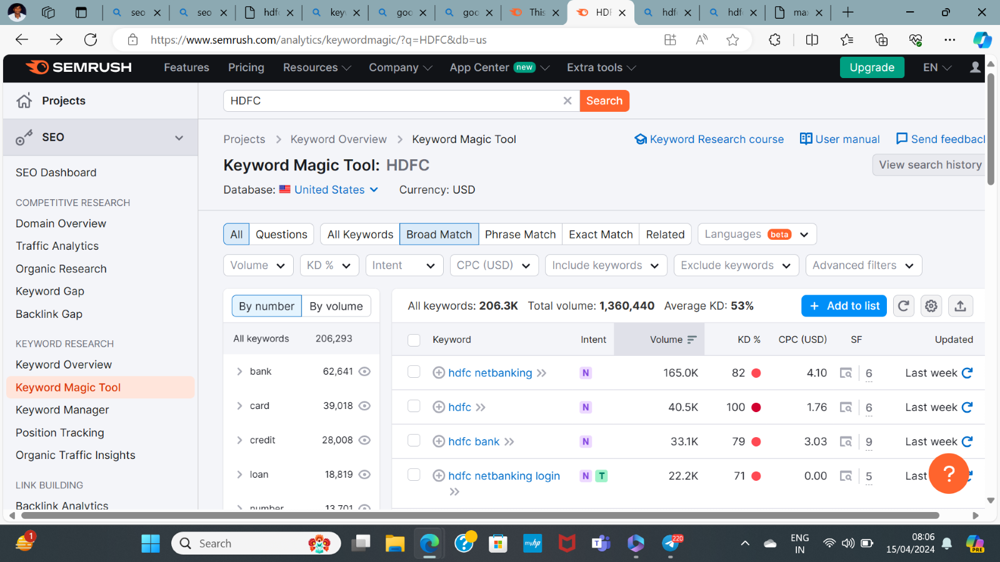 seo
seo
hdf
key
goo
goo
This
HDF
hdf
hdf
ma
https://www.semrush.com/analytics/keywordmagic/?q=HDFC&db=us
SEMRUSH
Features
Pricing
Resources
Company
App Center new
Extra tools
Upgrade
EN
Projects
HDFC
Search
SEO
Projects > Keyword Overview > Keyword Magic Tool
Keyword Research course
User manual
Send feedback
Keyword Magic Tool: HDFC
View search history
Database: United States
Currency: USD
SEO Dashboard
COMPETITIVE RESEARCH
Domain Overview
Traffic Analytics
Organic Research
Keyword Gap
Backlink Gap
KEYWORD RESEARCH
Keyword Overview
Keyword Magic Tool
Keyword Manager
Position Tracking
Organic Traffic Insights
LINK BUILDING
Backlink Analytics
All
Questions
All Keywords
Broad Match
Phrase Match
Exact Match
Related
Languages beta
Volume
KD %
Intent
CPC (USD)
Include keywords
Exclude keywords
Advanced filters
By number
By volume
All keywords 206,293
bank 62,641
card 39,018
credit 28,008
loan 18,819
number 13,701
All keywords: 206.3K Total volume: 1,360,440 Average KD: 53%
+ Add to list
Keyword Intent Volume KD % CPC (USD) SF Updated
hdfc netbanking N 165.0K 82 4.10 6 Last week
hdfc N 40.5K 100 1.76 6 Last week
hdfc bank N 33.1K 79 3.03 9 Last week
hdfc netbanking login N T 22.2K 71 0.00 5 Last
?
1
Search
myhp
220
ENG
IN
08:06
15/04/2024
PRE